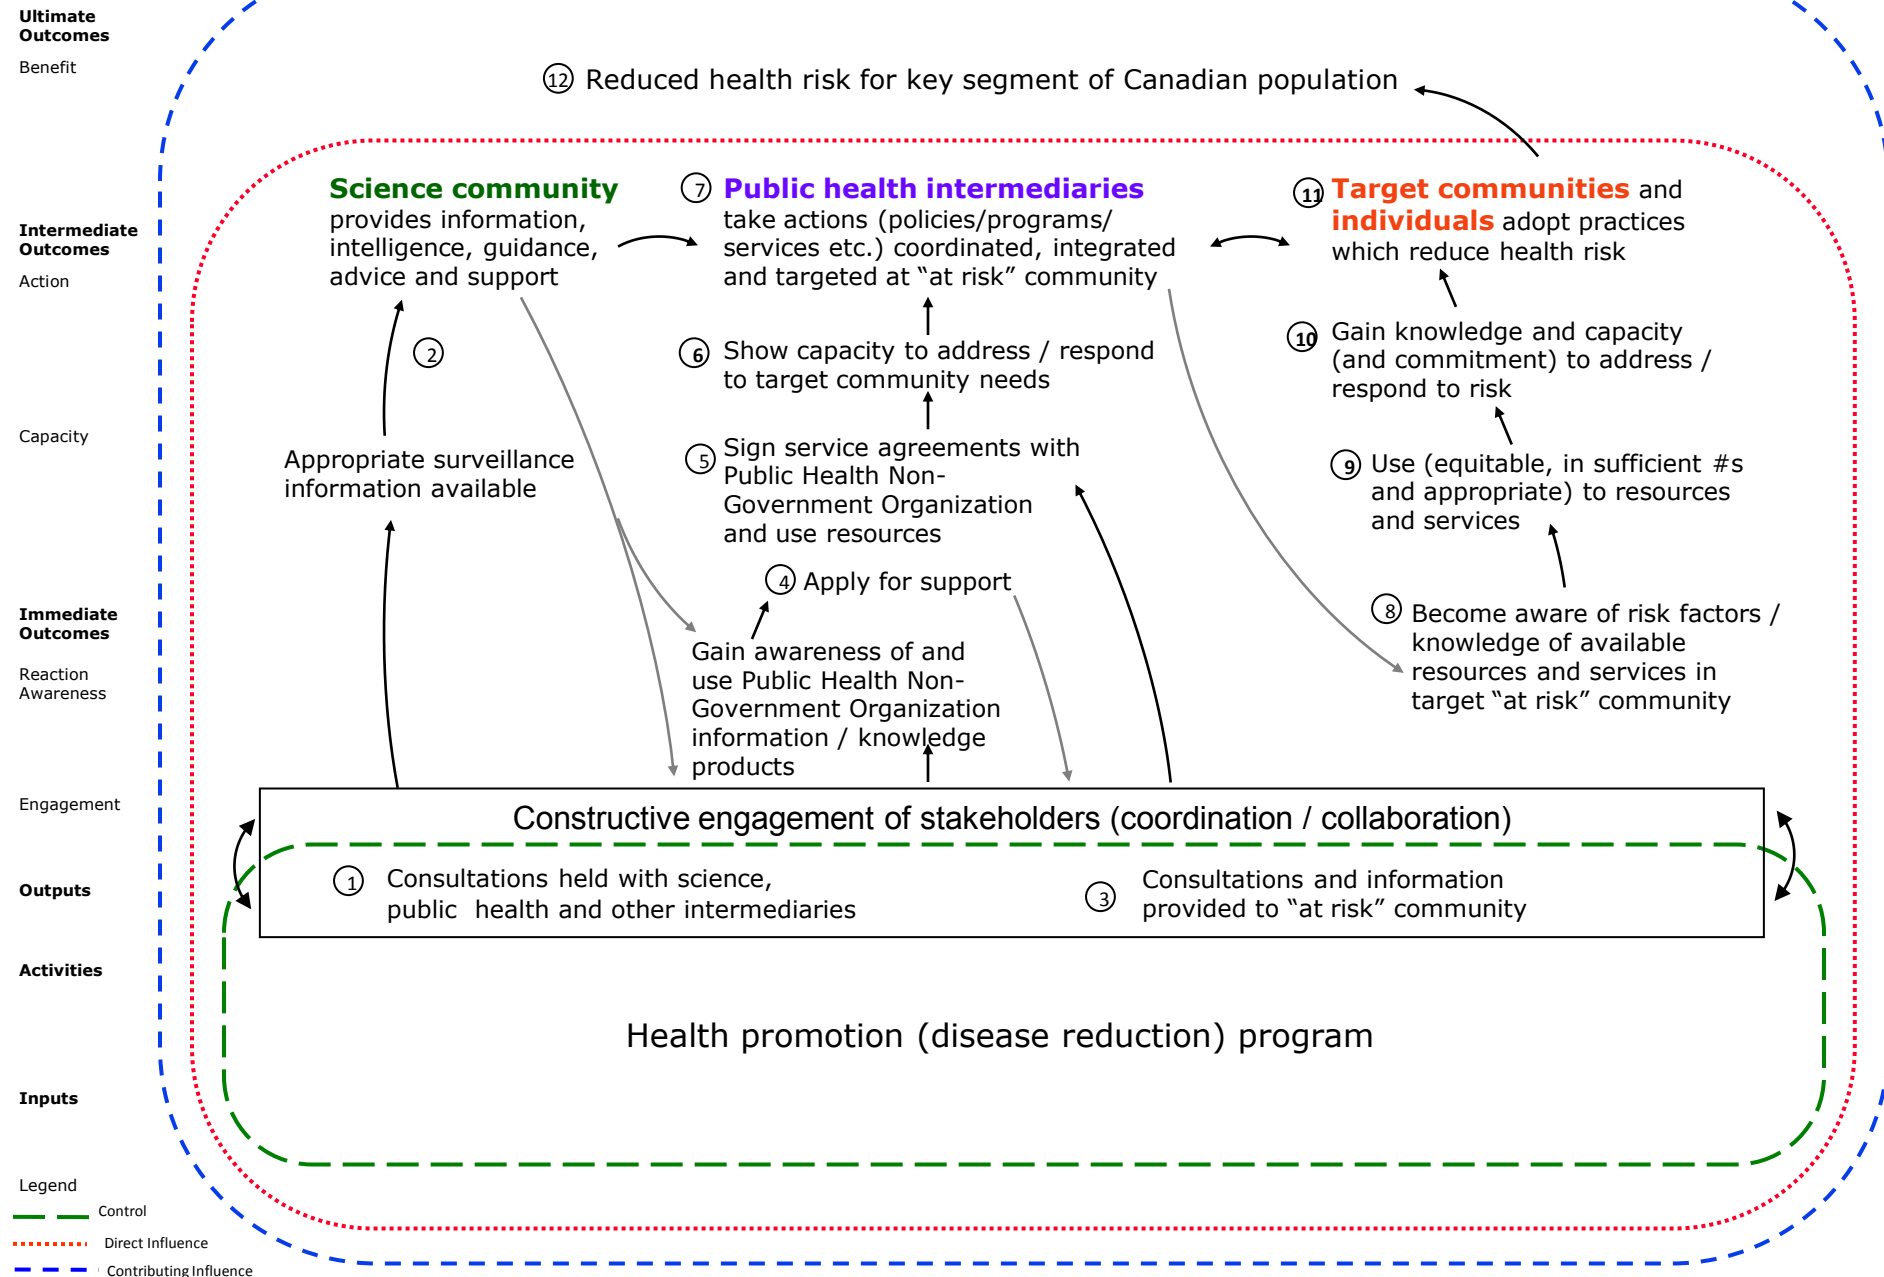 Ultimate
Outcomes
Benefit
12 Reduced health risk for key segment of Canadian population
Intermediate
Outcomes
Action
Science community
provides information,
intelligence, guidance,
advice and support
7 Public health intermediaries
take actions (policies/programs/
services etc.) coordinated, integrated
and targeted at “at risk” community
11 Target communities and
individuals adopt practices
which reduce health risk
2
6 Show capacity to address / respond
to target community needs
10 Gain knowledge and capacity
(and commitment) to address /
respond to risk
Capacity
Appropriate surveillance
information available
5 Sign service agreements with
Public Health Non-
Government Organization
and use resources
9 Use (equitable, in sufficient #s
and appropriate) to resources
and services
4 Apply for support
Immediate
Outcomes
Reaction
Awareness
Gain awareness of and
use Public Health Non-
Government Organization
information / knowledge
products
8 Become aware of risk factors /
knowledge of available
resources and services in
target “at risk” community
Engagement
Constructive engagement of stakeholders (coordination / collaboration)
Outputs
1 Consultations held with science,
public health and other intermediaries
3 Consultations and information
provided to “at risk” community
Activities
Health promotion (disease reduction) program
Inputs
Legend
Control
Direct Influence
Contributing Influence